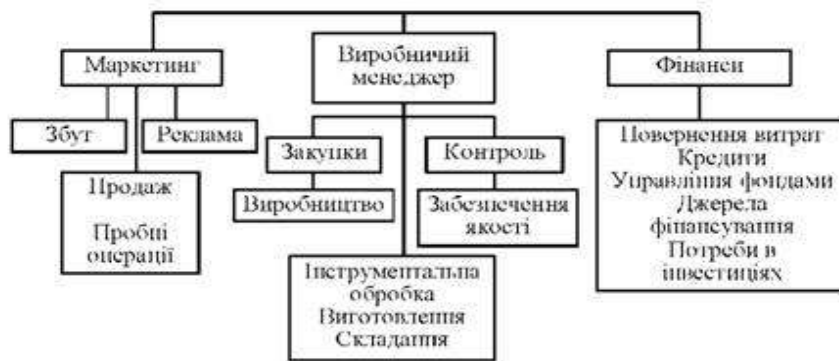 Маркетинг
Виробничий
менеджер
Фінанси
Збут
Реклама
Продаж
Пробні
операції
Закупки
Контроль
Виробництво
Забезпечення
якості
Інструментальна
обробка
Виготовлення
Складання
Повернення витрат
Кредити
Управління фондами
Джерела
фінансування
Потреби в
інвестиціях